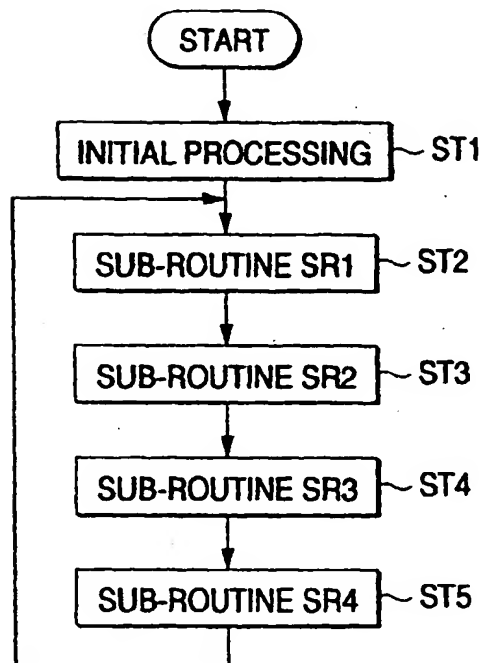 START
INITIAL PROCESSING ST1
SUB-ROUTINE SR1 ST2
SUB-ROUTINE SR2 ST3
SUB-ROUTINE SR3 ST4
SUB-ROUTINE SR4 ST5